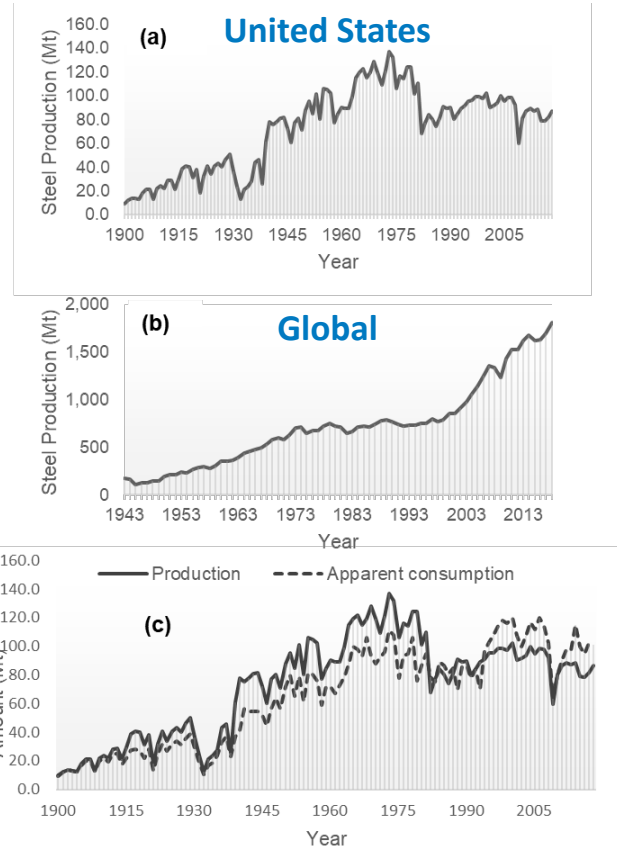 (a) United States
Steel Production (Mt)
160.0
140.0
120.0
100.0
80.0
60.0
40.0
20.0
0.0
1900 1915 1930 1945 1960 1975 1990 2005
Year
(b) Global
Steel Production (Mt)
2,000
1,500
1,000
500
0
1943 1953 1963 1973 1983 1993 2003 2013
Year
Production Apparent consumption
(c)
Amount (Mt)
160.0
140.0
120.0
100.0
80.0
60.0
40.0
20.0
0.0
1900 1915 1930 1945 1960 1975 1990 2005
Year